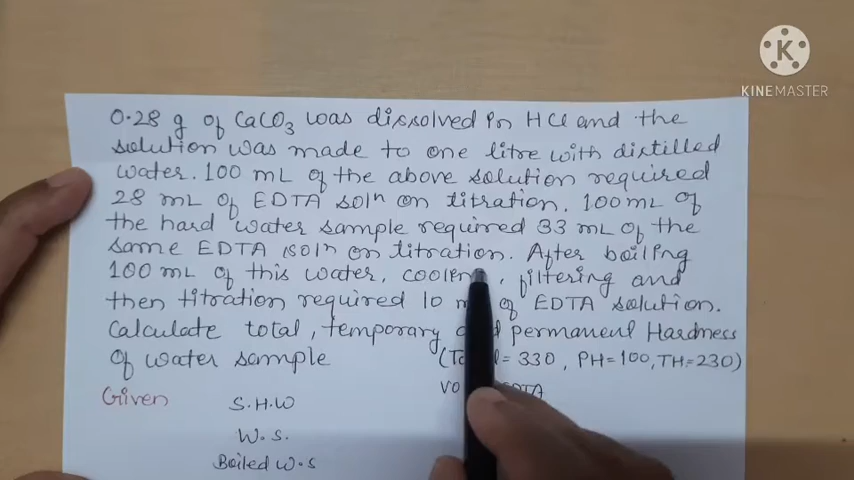 K
KINEMASTER
0.28 g of CaCO3 was dissolved in HCl and the
solution was made to one litre with distilled
water. 100 mL of the above solution required
28 mL of EDTA soln on titration. 100 mL of
the hard water sample required 33 mL of the
same EDTA soln on titration. After boiling
100 mL of this water, cooling, filtering and
then titration required 10 of EDTA solution.
Calculate total, temporary and permanent Hardness
of water sample (= 330, PH=100, TH=230)
Given S.H.W
W.S.
Boiled W.S